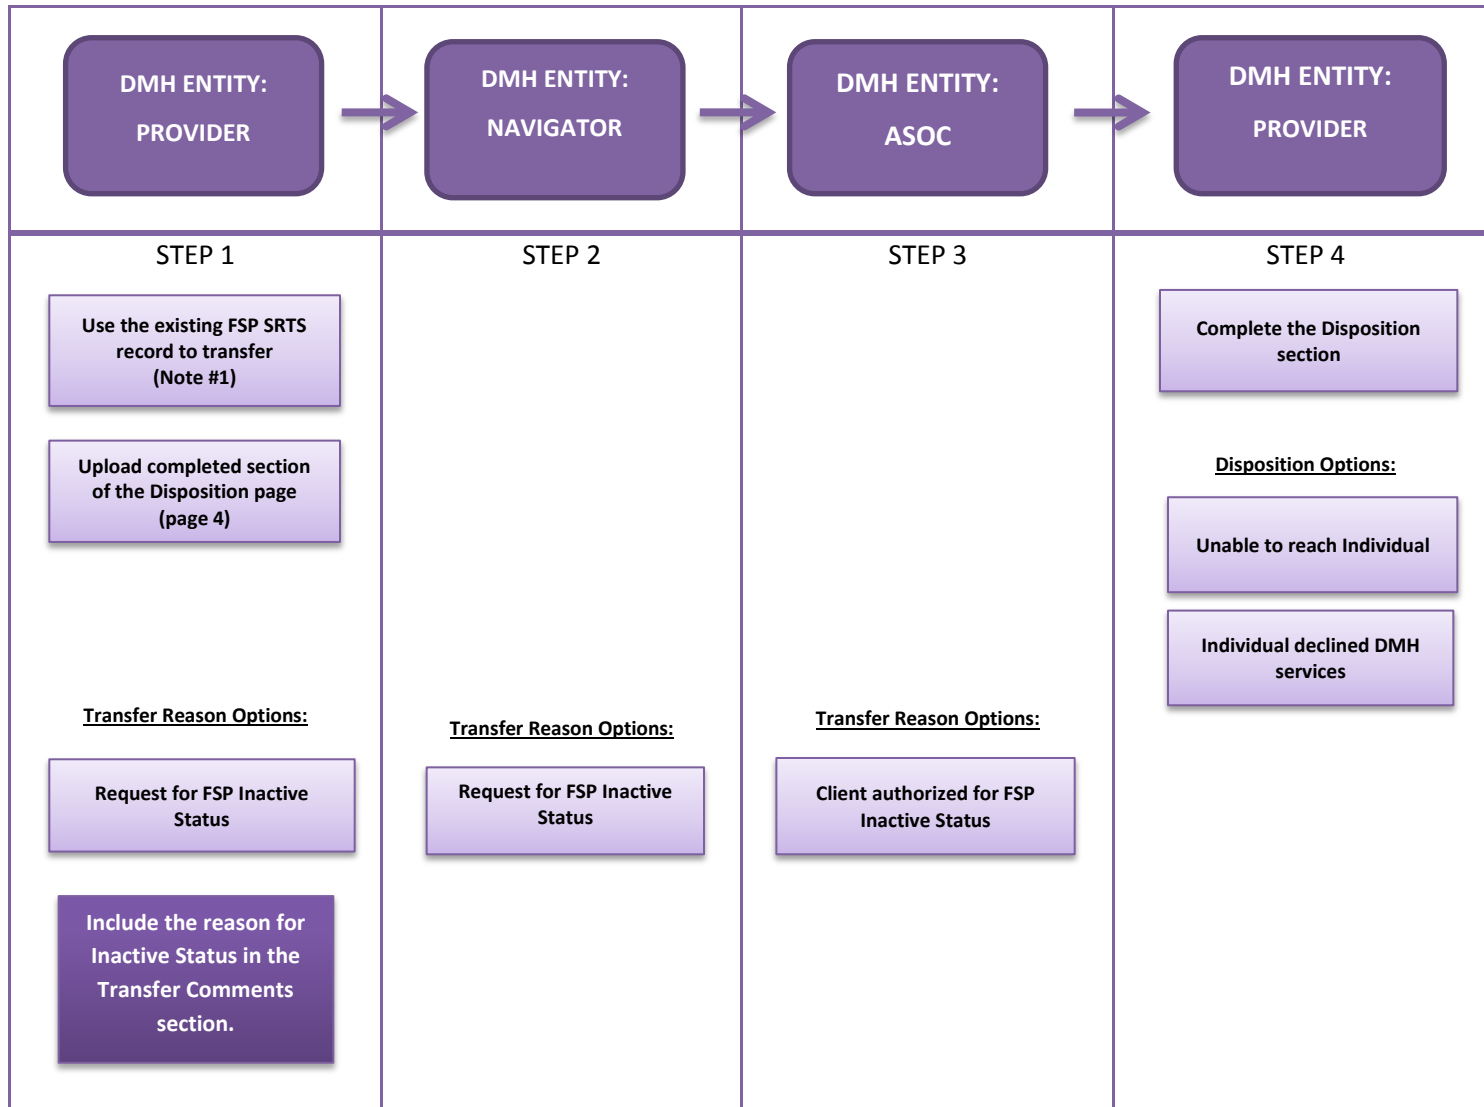 DMH ENTITY:
PROVIDER
DMH ENTITY:
NAVIGATOR
DMH ENTITY:
ASOC
DMH ENTITY:
PROVIDER
STEP 1
Use the existing FSP SRTS
record to transfer
(Note #1)
Upload completed section
of the Disposition page
(page 4)
Transfer Reason Options:
Request for FSP Inactive
Status
Include the reason for
Inactive Status in the
Transfer Comments
section.
STEP 2
Transfer Reason Options:
Request for FSP Inactive
Status
STEP 3
Transfer Reason Options:
Client authorized for FSP
Inactive Status
STEP 4
Complete the Disposition
section
Disposition Options:
Unable to reach Individual
Individual declined DMH
services